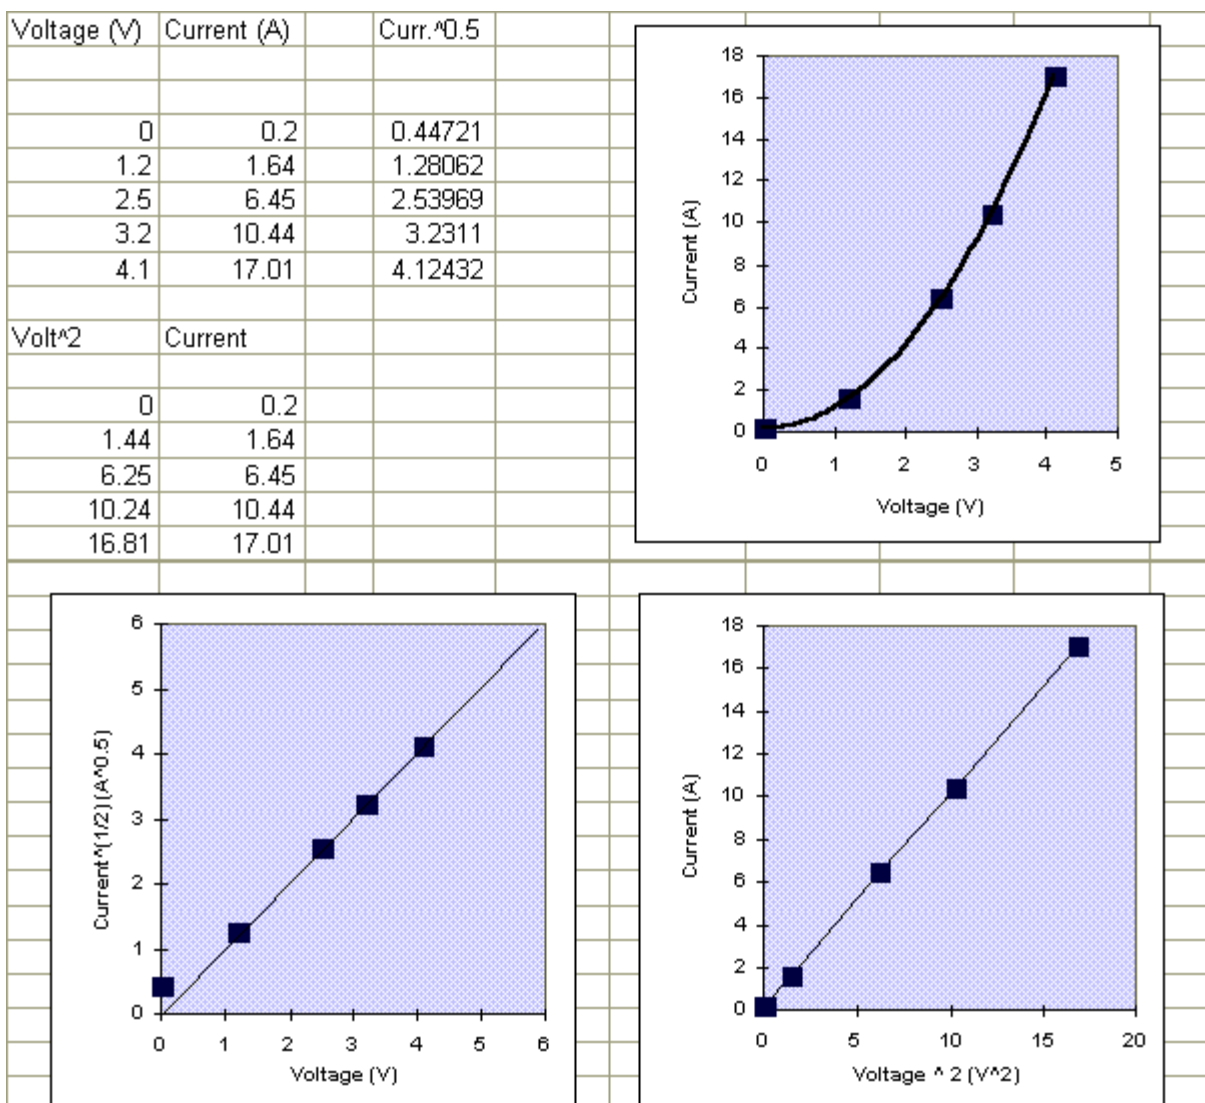 Voltage (V) Current (A) Curr.^0.5
0 0.2 0.44721
1.2 1.64 1.28062
2.5 6.45 2.53969
3.2 10.44 3.2311
4.1 17.01 4.12432
Volt^2 Current
0 0.2
1.44 1.64
6.25 6.45
10.24 10.44
16.81 17.01
18
16
14
12
10
8
6
4
2
0
Current (A)
0 1 2 3 4 5
Voltage (V)
6
5
4
3
2
1
0
Current^(1/2) (A^0.5)
0 1 2 3 4 5 6
Voltage (V)
18
16
14
12
10
8
6
4
2
0
Current (A)
0 5 10 15 20
Voltage ^ 2 (V^2)